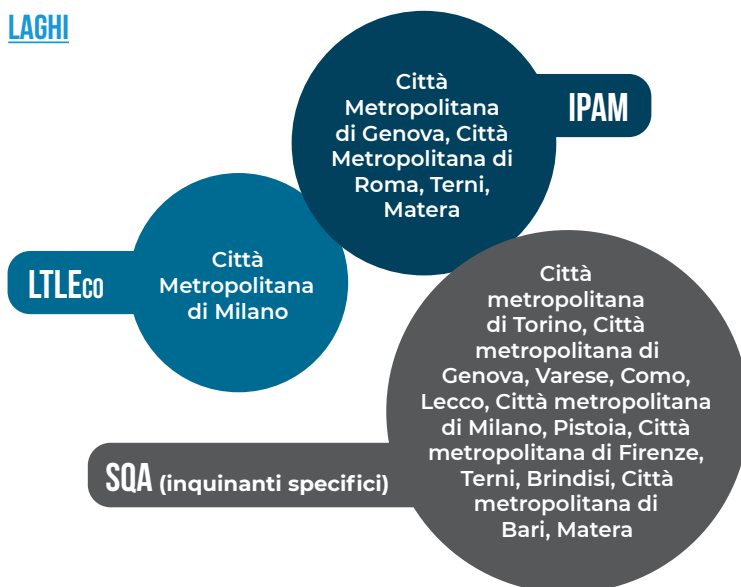 LAGHI
Città
Metropolitana
di Genova, Città
Metropolitana di
Roma, Terni,
Matera
IPAM
LTLECO
Città
Metropolitana
di Milano
SQA (inquinanti specifici)
Città
metropolitana
di Torino, Città
metropolitana di
Genova, Varese, Como,
Lecco, Città metropolitana
di Milano, Pistoia, Città
metropolitana di Firenze,
Terni, Brindisi, Città
metropolitana di
Bari, Matera